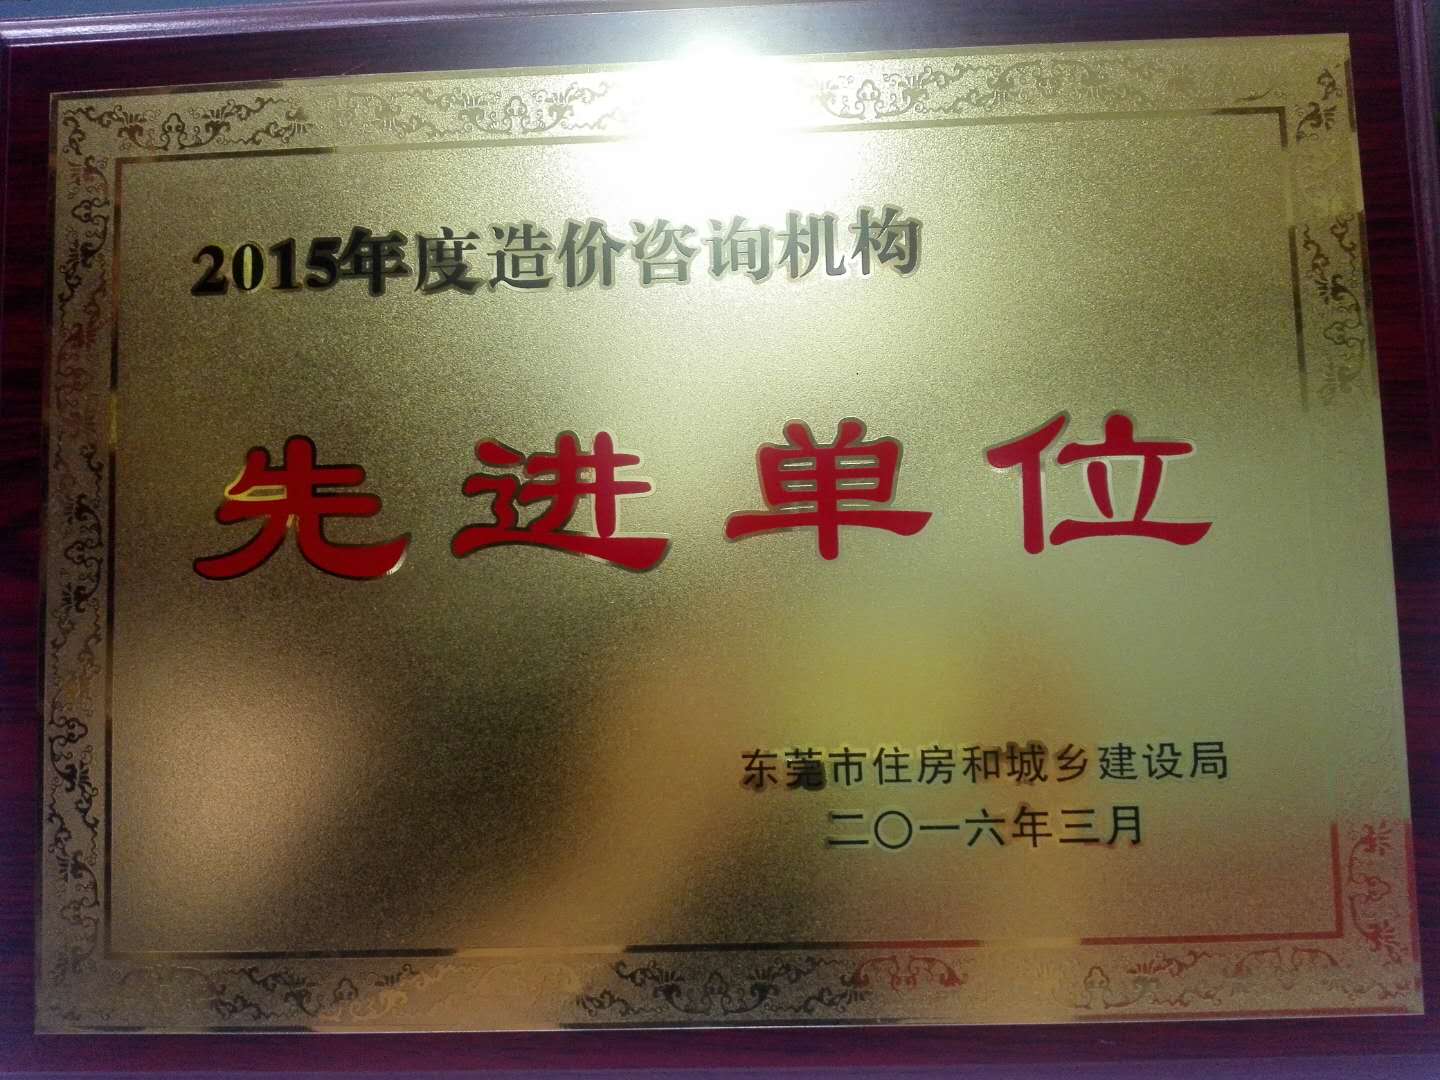 2015年度造价咨询机构
先进单位
东莞市住房和城乡建设局
二〇一六年三月